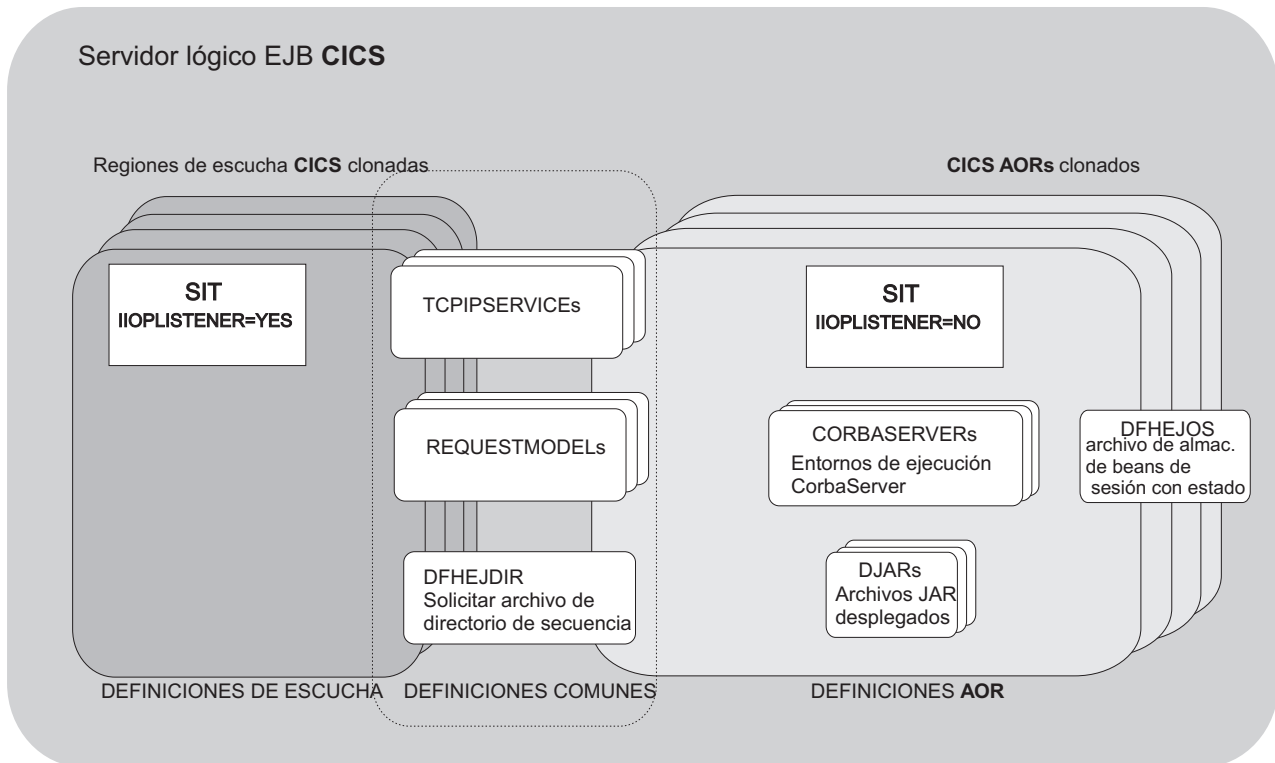 Servidor lógico EJB CICS
Regiones de escucha CICS clonadas
CICS AORs clonados
SIT
IIOPLISTENER=YES
TCPIPSERVICEs
SIT
IIOPLISTENER=NO
REQUESTMODELs
CORBASERVERs
Entornos de ejecución
CorbaServer
DFHEJOS
archivo de almac.
de beans de
sesión con estado
DFHEJDIR
Solicitar archivo de
directorio de secuencia
DJARs
Archivos JAR
desplegados
DEFINICIONES DE ESCUCHA
DEFINICIONES COMUNES
DEFINICIONES AOR